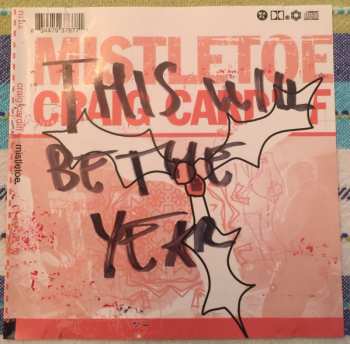 MISTLETOE
CRAIG CARDIFF
THIS WILL
BE THE
YEAR
craig cardiff
mistletoe.